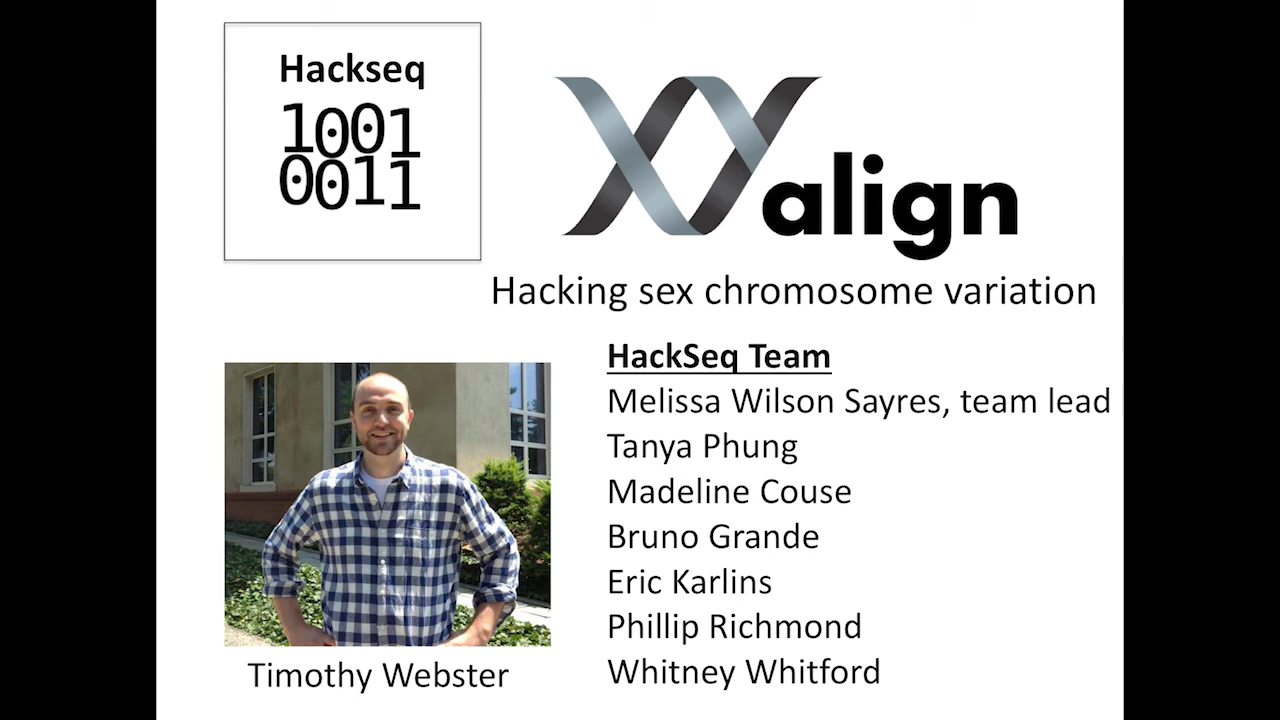 Hackseq
1001
0011
XYalign
Hacking sex chromosome variation
HackSeq Team
Melissa Wilson Sayres, team lead
Tanya Phung
Madeline Couse
Bruno Grande
Eric Karlins
Phillip Richmond
Whitney Whitford
Timothy Webster